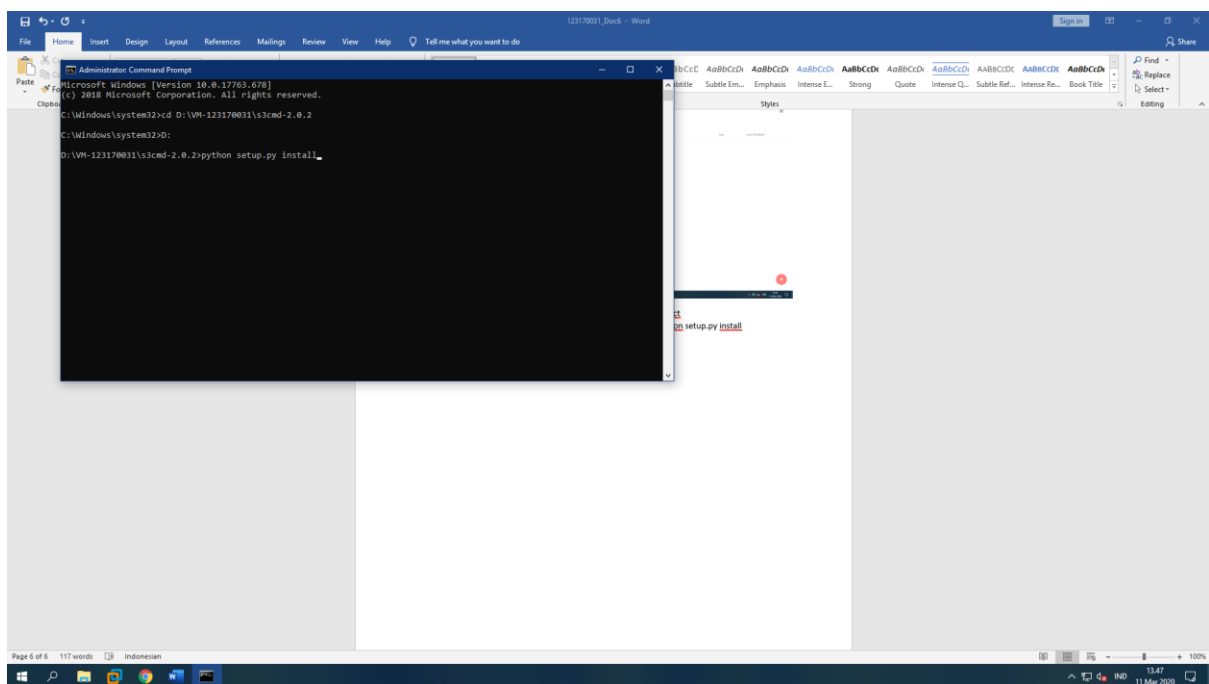 123170031_Doc6 - Word
Sign in
File Home Insert Design Layout References Mailings Review View Help Tell me what you want to do Share
Paste
Clipbo
AaBbCcDc AaBbCcDc AaBbCcDc AaBbCcDc AaBbCcDc AaBbCcDc AABBCCDC AABBCCDC AaBbCcDc
Subtle Em... Emphasis Intense E... Strong Quote Intense Q... Subtle Ref... Intense Re... Book Title
Styles
Find
Replace
Select
Editing
Administrator: Command Prompt
Microsoft Windows [Version 10.0.17763.678]
(c) 2018 Microsoft Corporation. All rights reserved.
C:\Windows\system32>cd D:\VM-123170031\s3cmd-2.0.2
C:\Windows\system32>D:
D:\VM-123170031\s3cmd-2.0.2>python setup.py install
ct
on setup.py install
Page 6 of 6 117 words Indonesian 100%
IND
13.47
11 Mar 2020